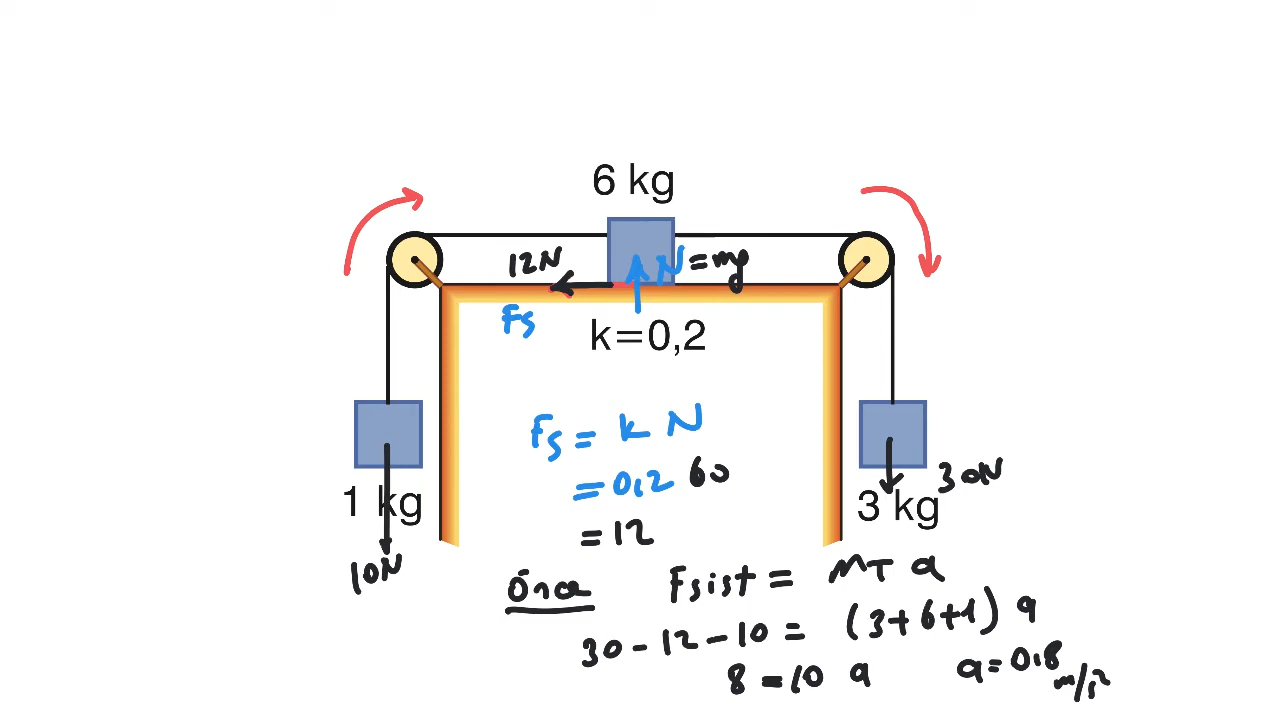 6 kg
12N
N = mg
Fs
k=0,2
Fs = k N
= 0,2 60
= 12
1 kg
10N
3 kg
30N
Önce
Fsist = MT a
30 - 12 - 10 = (3+6+1) a
8 = 10 a
a = 0,8 m/s²